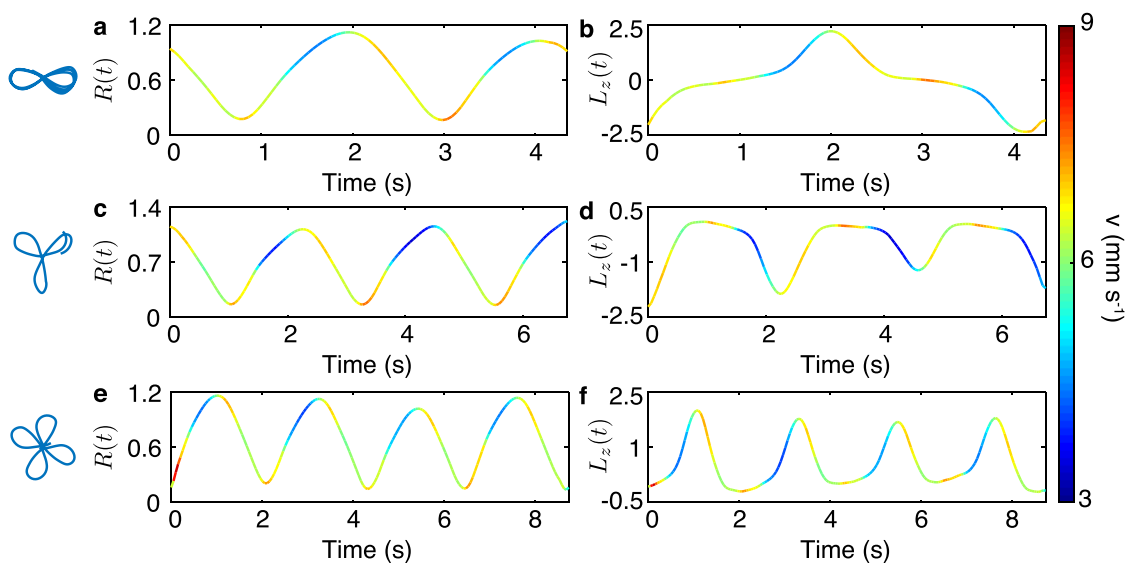 a
1.2
0.6
0
R(t)
0 1 2 3 4
Time (s)
b
2.5
0
-2.5
L_z(t)
0 1 2 3 4
Time (s)
c
1.4
0.7
0
R(t)
0 2 4 6
Time (s)
d
0.5
-1
-2.5
L_z(t)
0 2 4 6
Time (s)
e
1.2
0.6
0
R(t)
0 2 4 6 8
Time (s)
f
2.5
1
-0.5
L_z(t)
0 2 4 6 8
Time (s)
9
6
3
v (mm s⁻¹)